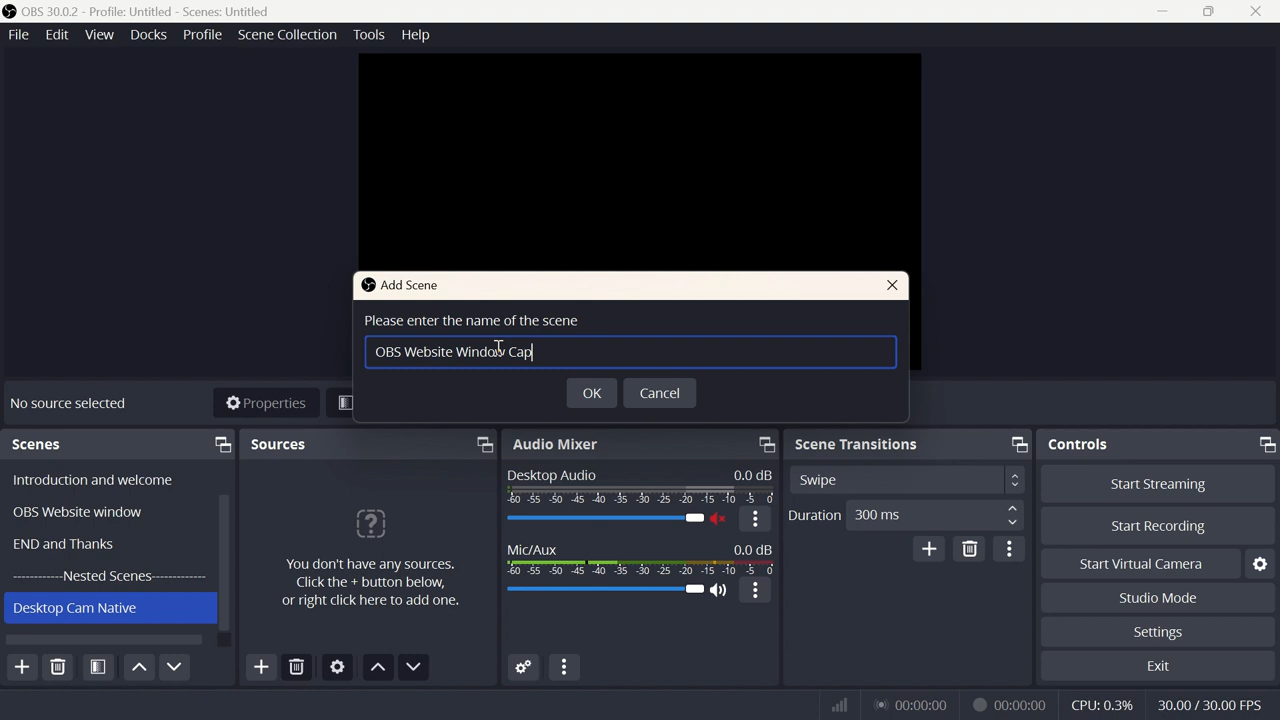 OBS 30.0.2 - Profile: Untitled - Scenes: Untitled
File Edit View Docks Profile Scene Collection Tools Help
Add Scene
Please enter the name of the scene
OBS Website Window Cap
OK Cancel
No source selected Properties
Scenes Sources Audio Mixer Scene Transitions Controls
Introduction and welcome
OBS Website window
END and Thanks
------------Nested Scenes------------
Desktop Cam Native
?
You don't have any sources.
Click the + button below,
or right click here to add one.
Desktop Audio 0.0 dB
-60 -55 -50 -45 -40 -35 -30 -25 -20 -15 -10 -5 0
Mic/Aux 0.0 dB
-60 -55 -50 -45 -40 -35 -30 -25 -20 -15 -10 -5 0
Swipe
Duration 300 ms
Start Streaming
Start Recording
Start Virtual Camera
Studio Mode
Settings
Exit
00:00:00 00:00:00 CPU: 0.3% 30.00 / 30.00 FPS